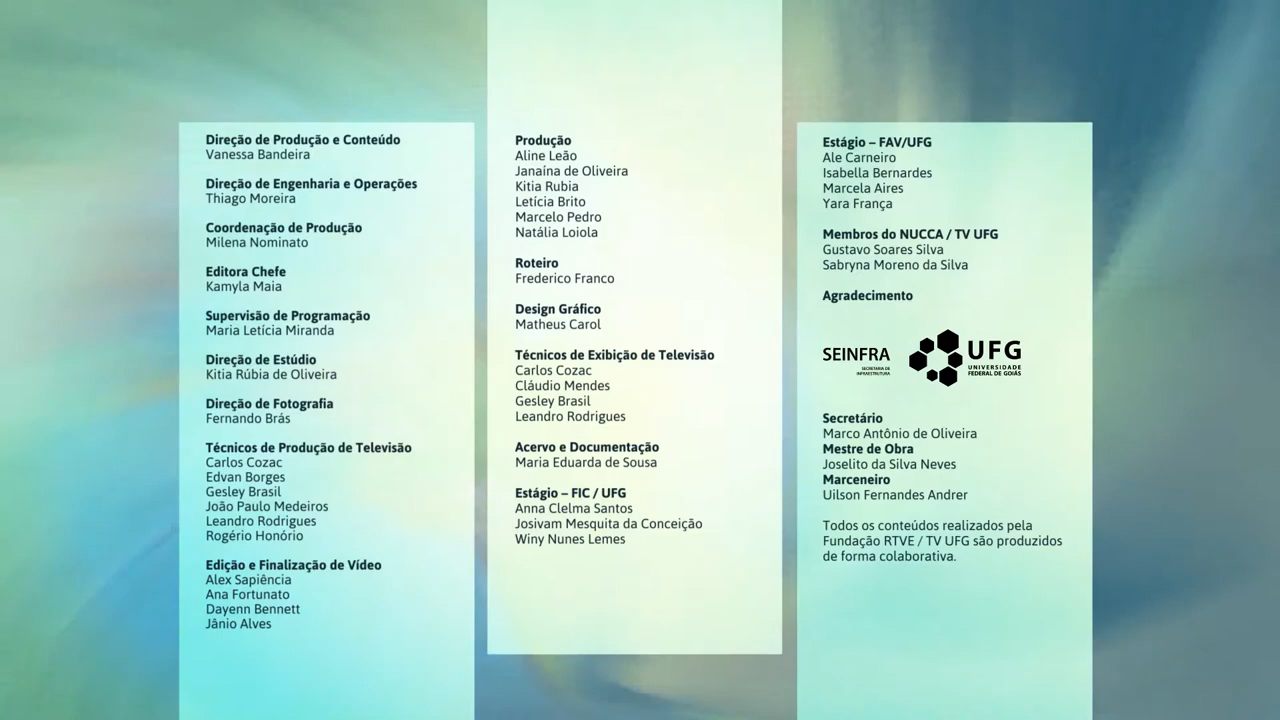 Direção de Produção e Conteúdo
Vanessa Bandeira
Direção de Engenharia e Operações
Thiago Moreira
Coordenação de Produção
Milena Nominato
Editora Chefe
Kamyla Maia
Supervisão de Programação
Maria Letícia Miranda
Direção de Estúdio
Kitia Rúbia de Oliveira
Direção de Fotografia
Fernando Brás
Técnicos de Produção de Televisão
Carlos Cozac
Edvan Borges
Gesley Brasil
João Paulo Medeiros
Leandro Rodrigues
Rogério Honório
Edição e Finalização de Vídeo
Alex Sapiência
Ana Fortunato
Dayenn Bennett
Jânio Alves
Produção
Aline Leão
Janaína de Oliveira
Kitia Rubia
Letícia Brito
Marcelo Pedro
Natália Loiola
Roteiro
Frederico Franco
Design Gráfico
Matheus Carol
Técnicos de Exibição de Televisão
Carlos Cozac
Cláudio Mendes
Gesley Brasil
Leandro Rodrigues
Acervo e Documentação
Maria Eduarda de Sousa
Estágio – FIC / UFG
Anna Clelma Santos
Josivam Mesquita da Conceição
Winy Nunes Lemes
Estágio – FAV/UFG
Ale Carneiro
Isabella Bernardes
Marcela Aires
Yara França
Membros do NUCCA / TV UFG
Gustavo Soares Silva
Sabryna Moreno da Silva
Agradecimento
SEINFRA
SECRETARIA DE
INFRAESTRUTURA
UFG
UNIVERSIDADE
FEDERAL DE GOIÁS
Secretário
Marco Antônio de Oliveira
Mestre de Obra
Joselito da Silva Neves
Marceneiro
Uilson Fernandes Andrer
Todos os conteúdos realizados pela
Fundação RTVE / TV UFG são produzidos
de forma colaborativa.